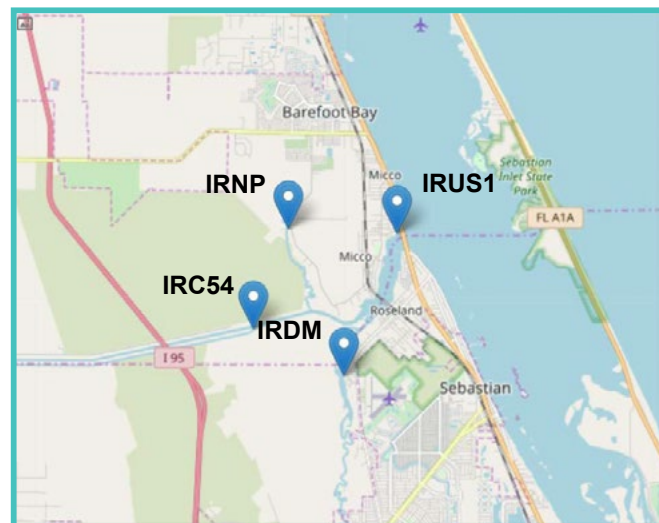 Barefoot Bay
Sebastian
Inlet State
Park
IRNP
Micco
IRUS1
FL A1A
Micco
IRC54
Roseland
IRDM
I 95
Sebastian